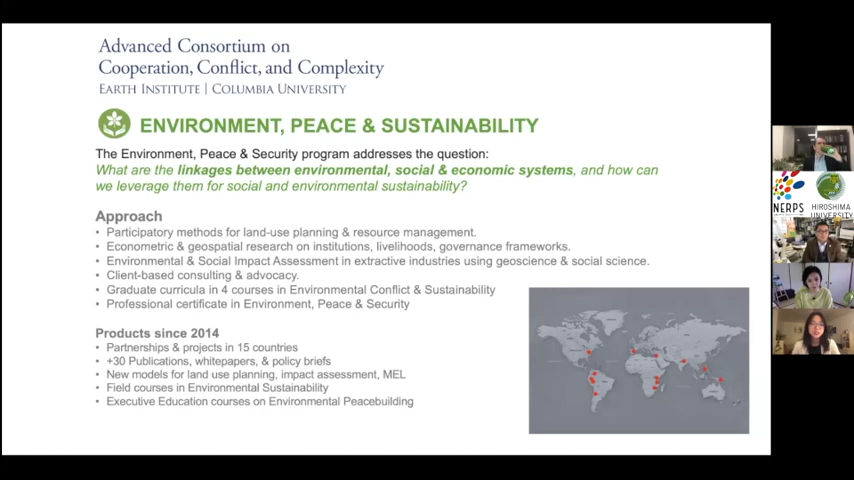 Advanced Consortium on
Cooperation, Conflict, and Complexity
EARTH INSTITUTE | COLUMBIA UNIVERSITY
ENVIRONMENT, PEACE & SUSTAINABILITY
The Environment, Peace & Security program addresses the question:
What are the linkages between environmental, social & economic systems, and how can
we leverage them for social and environmental sustainability?
Approach
• Participatory methods for land-use planning & resource management.
• Econometric & geospatial research on institutions, livelihoods, governance frameworks.
• Environmental & Social Impact Assessment in extractive industries using geoscience & social science.
• Client-based consulting & advocacy.
• Graduate curricula in 4 courses in Environmental Conflict & Sustainability
• Professional certificate in Environment, Peace & Security
Products since 2014
• Partnerships & projects in 15 countries
• +30 Publications, whitepapers, & policy briefs
• New models for land use planning, impact assessment, MEL
• Field courses in Environmental Sustainability
• Executive Education courses on Environmental Peacebuilding
NERPS
HIROSHIMA
UNIVERSITY